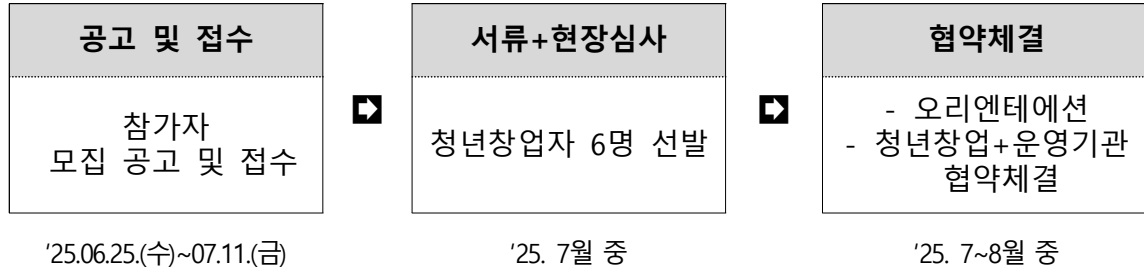 공고 및 접수
참가자
모집 공고 및 접수
'25.06.25.(수)~07.11.(금)
서류+현장심사
청년창업자 6명 선발
'25. 7월 중
협약체결
- 오리엔테에션
- 청년창업+운영기관
협약체결
'25. 7~8월 중